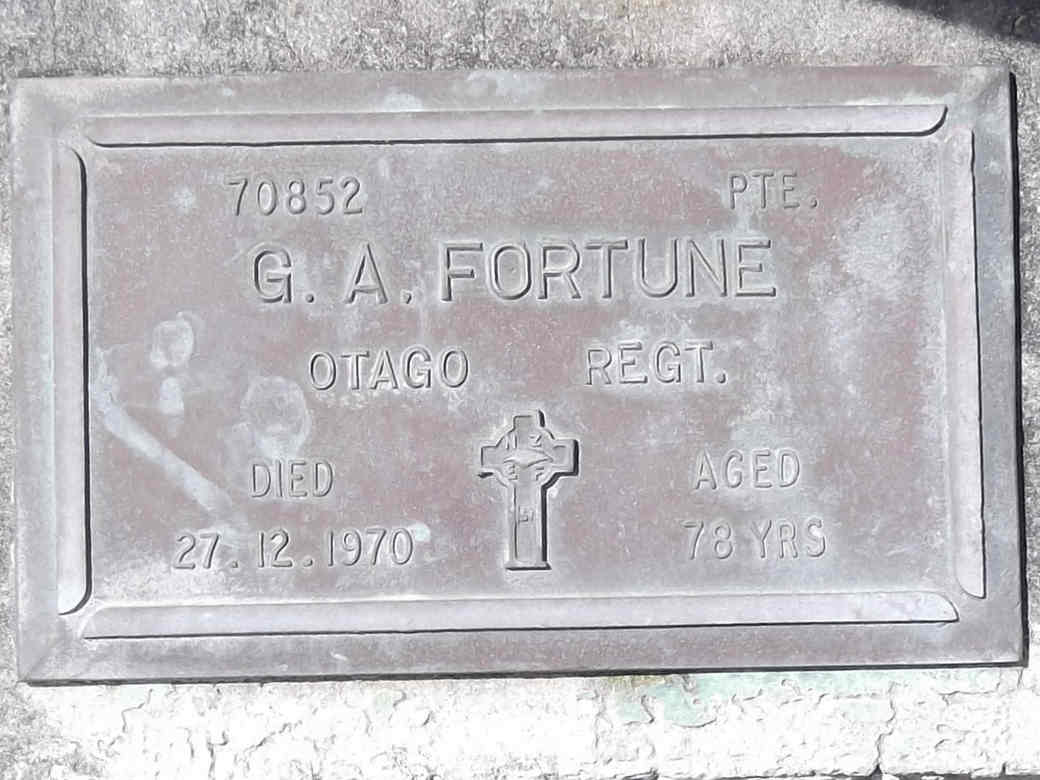 70852 PTE.
G. A. FORTUNE
OTAGO REGT.
N Z
E F
DIED AGED
27.12.1970 78 YRS